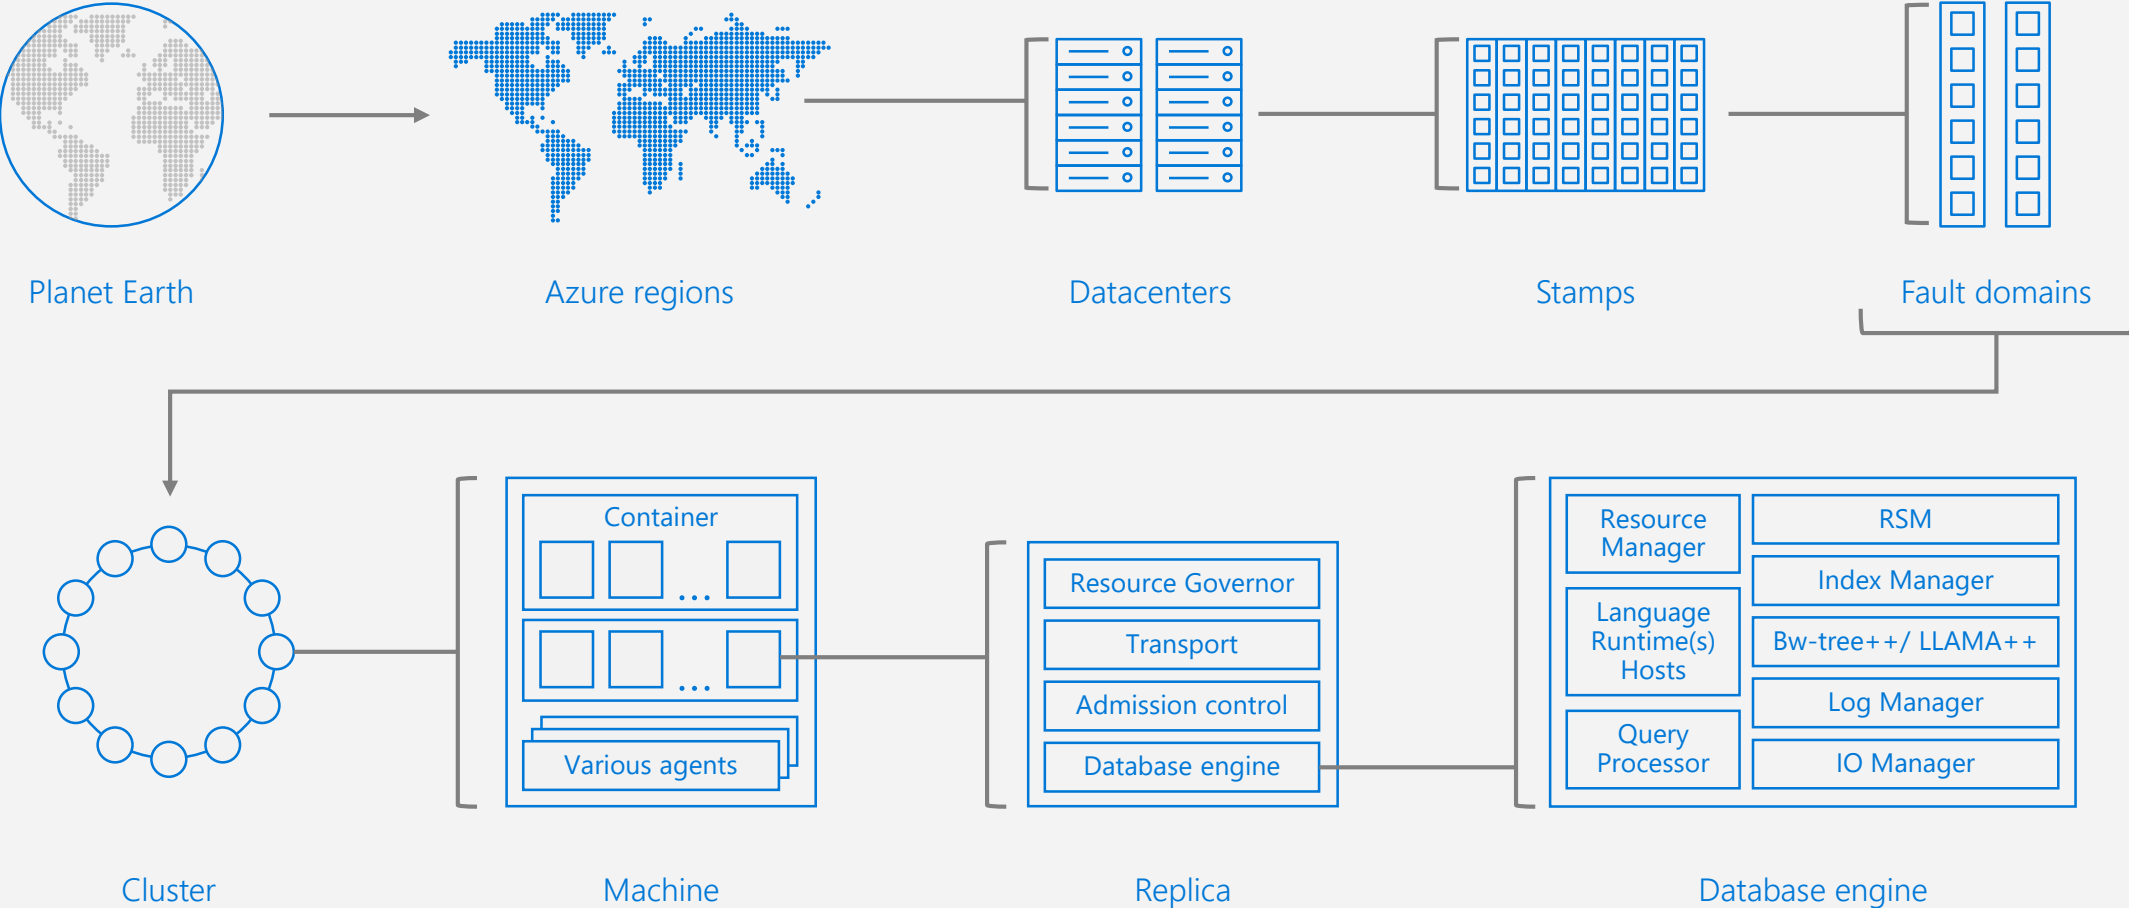 Planet Earth
Azure regions
Datacenters
Stamps
Fault domains
Container
...
...
Various agents
Resource Governor
Transport
Admission control
Database engine
Resource
Manager
Language
Runtime(s)
Hosts
Query
Processor
RSM
Index Manager
Bw-tree++/ LLAMA++
Log Manager
IO Manager
Cluster
Machine
Replica
Database engine